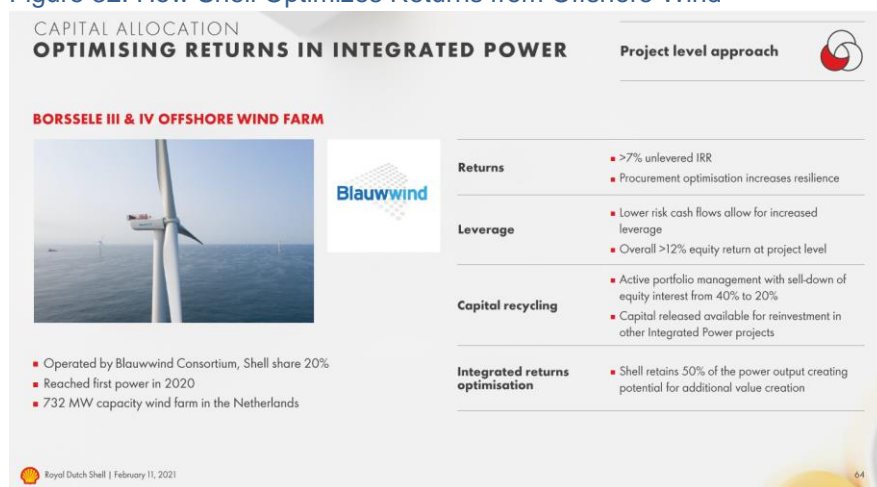 Figure 32: How Shell Optimizes Returns from Offshore Wind
CAPITAL ALLOCATION
OPTIMISING RETURNS IN INTEGRATED POWER
Project level approach
BORSSELE III & IV OFFSHORE WIND FARM
Blauwwind
Returns
■ >7% unlevered IRR
■ Procurement optimisation increases resilience
Leverage
■ Lower risk cash flows allow for increased
leverage
■ Overall >12% equity return at project level
Capital recycling
■ Active portfolio management with sell-down of
equity interest from 40% to 20%
■ Capital released available for reinvestment in
other Integrated Power projects
Integrated returns
optimisation
■ Shell retains 50% of the power output creating
potential for additional value creation
■ Operated by Blauwwind Consortium, Shell share 20%
■ Reached first power in 2020
■ 732 MW capacity wind farm in the Netherlands
Royal Dutch Shell | February 11, 2021
64